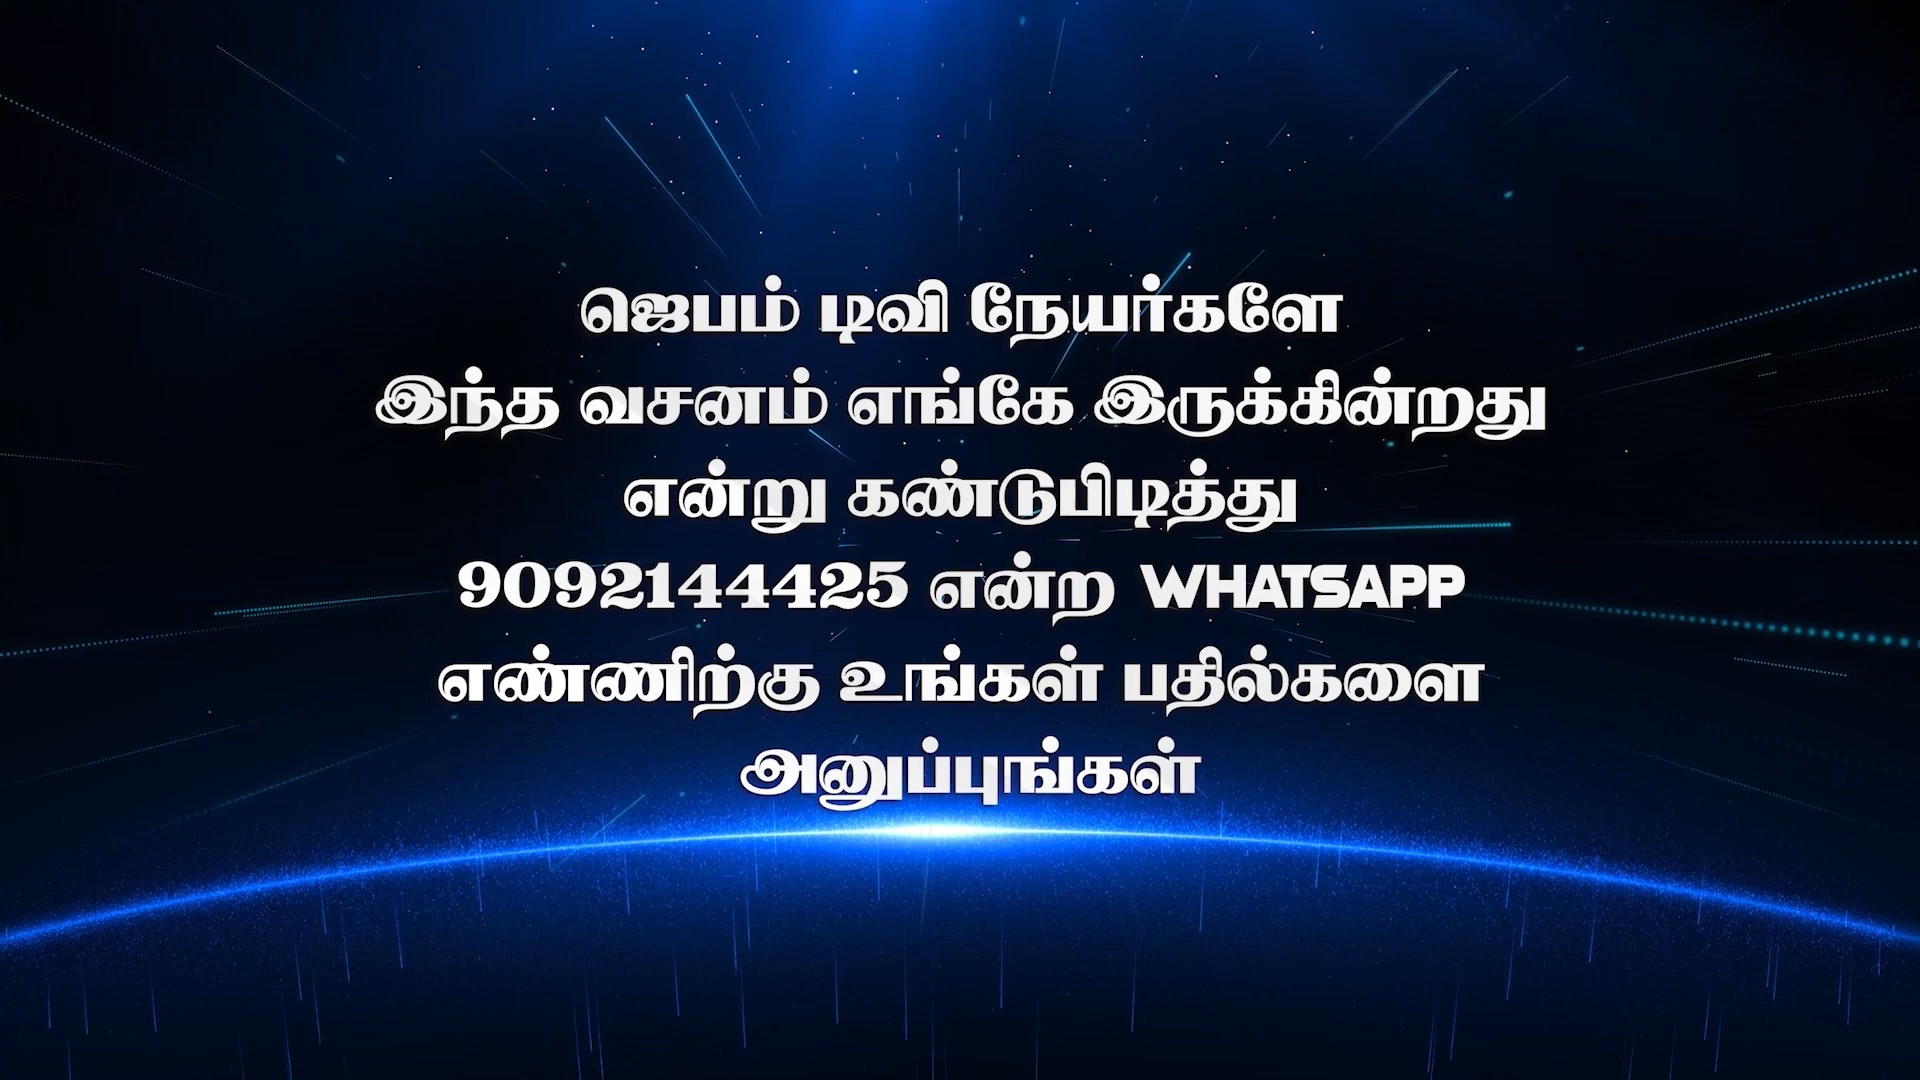 ஜெபம் டிவி நேயர்களே
இந்த வசனம் எங்கே இருக்கின்றது
என்று கண்டுபிடித்து
9092144425 என்ற WHATSAPP
எண்ணிற்கு உங்கள் பதில்களை
அனுப்புங்கள்